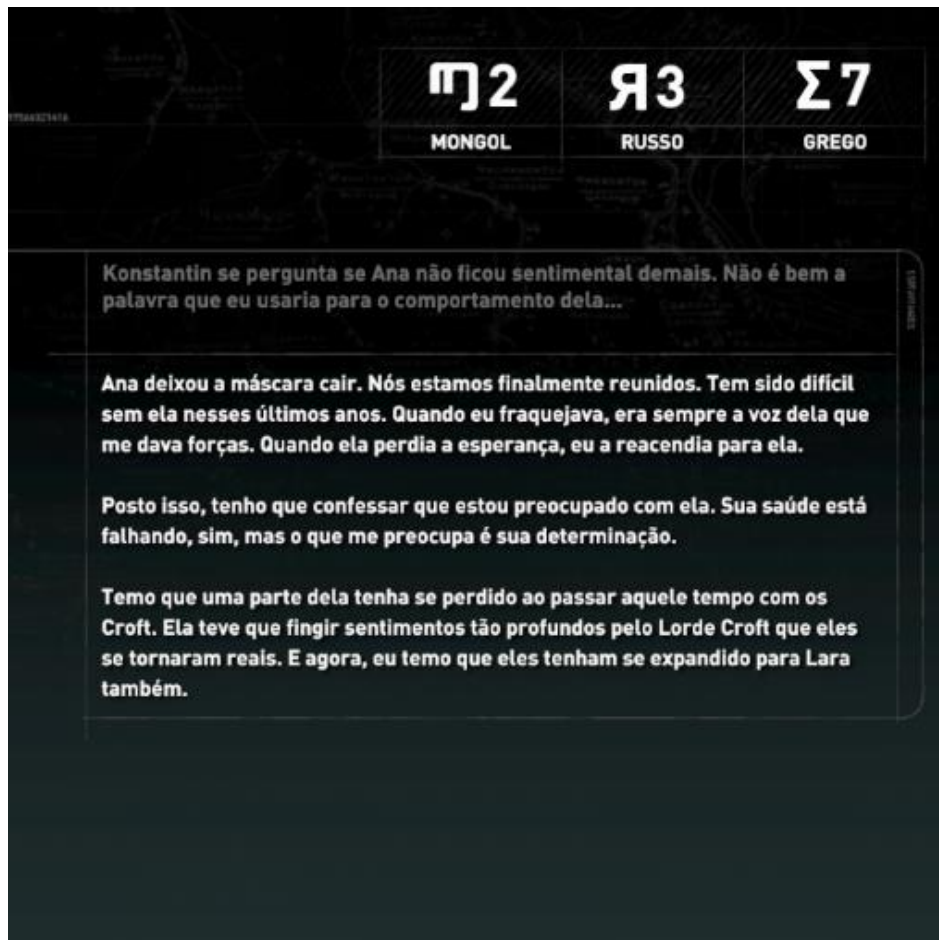 ᠢᠢ)2 Я3 Σ7
MONGOL RUSSO GREGO
Konstantin se pergunta se Ana não ficou sentimental demais. Não é bem a
palavra que eu usaria para o comportamento dela...
Ana deixou a máscara cair. Nós estamos finalmente reunidos. Tem sido difícil
sem ela nesses últimos anos. Quando eu fraquejava, era sempre a voz dela que
me dava forças. Quando ela perdia a esperança, eu a reacendia para ela.
Posto isso, tenho que confessar que estou preocupado com ela. Sua saúde está
falhando, sim, mas o que me preocupa é sua determinação.
Temo que uma parte dela tenha se perdido ao passar aquele tempo com os
Croft. Ela teve que fingir sentimentos tão profundos pelo Lorde Croft que eles
se tornaram reais. E agora, eu temo que eles tenham se expandido para Lara
também.